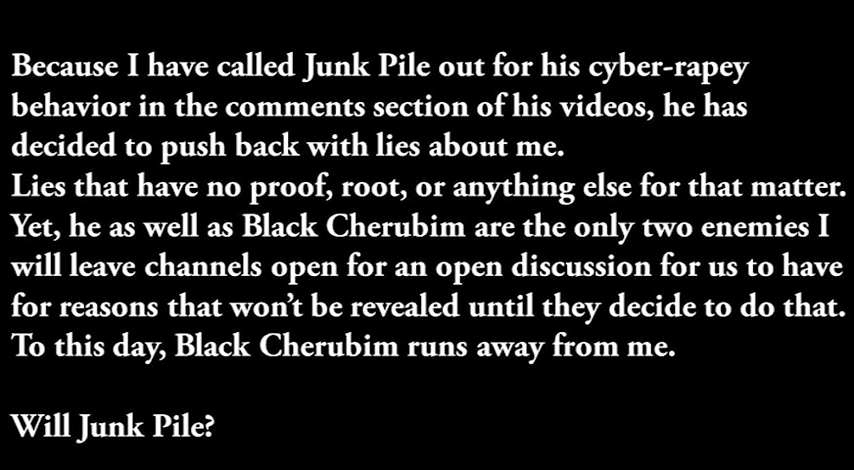 Because I have called Junk Pile out for his cyber-rapey
behavior in the comments section of his videos, he has
decided to push back with lies about me.
Lies that have no proof, root, or anything else for that matter.
Yet, he as well as Black Cherubim are the only two enemies I
will leave channels open for an open discussion for us to have
for reasons that won’t be revealed until they decide to do that.
To this day, Black Cherubim runs away from me.
Will Junk Pile?